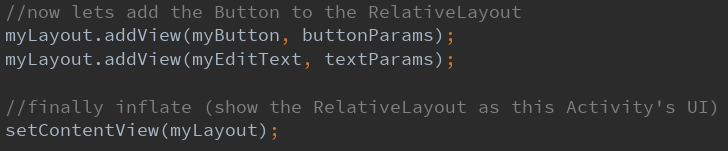 //now lets add the Button to the RelativeLayout
myLayout.addView(myButton, buttonParams);
myLayout.addView(myEditText, textParams);
//finally inflate (show the RelativeLayout as this Activity's UI)
setContentView(myLayout);